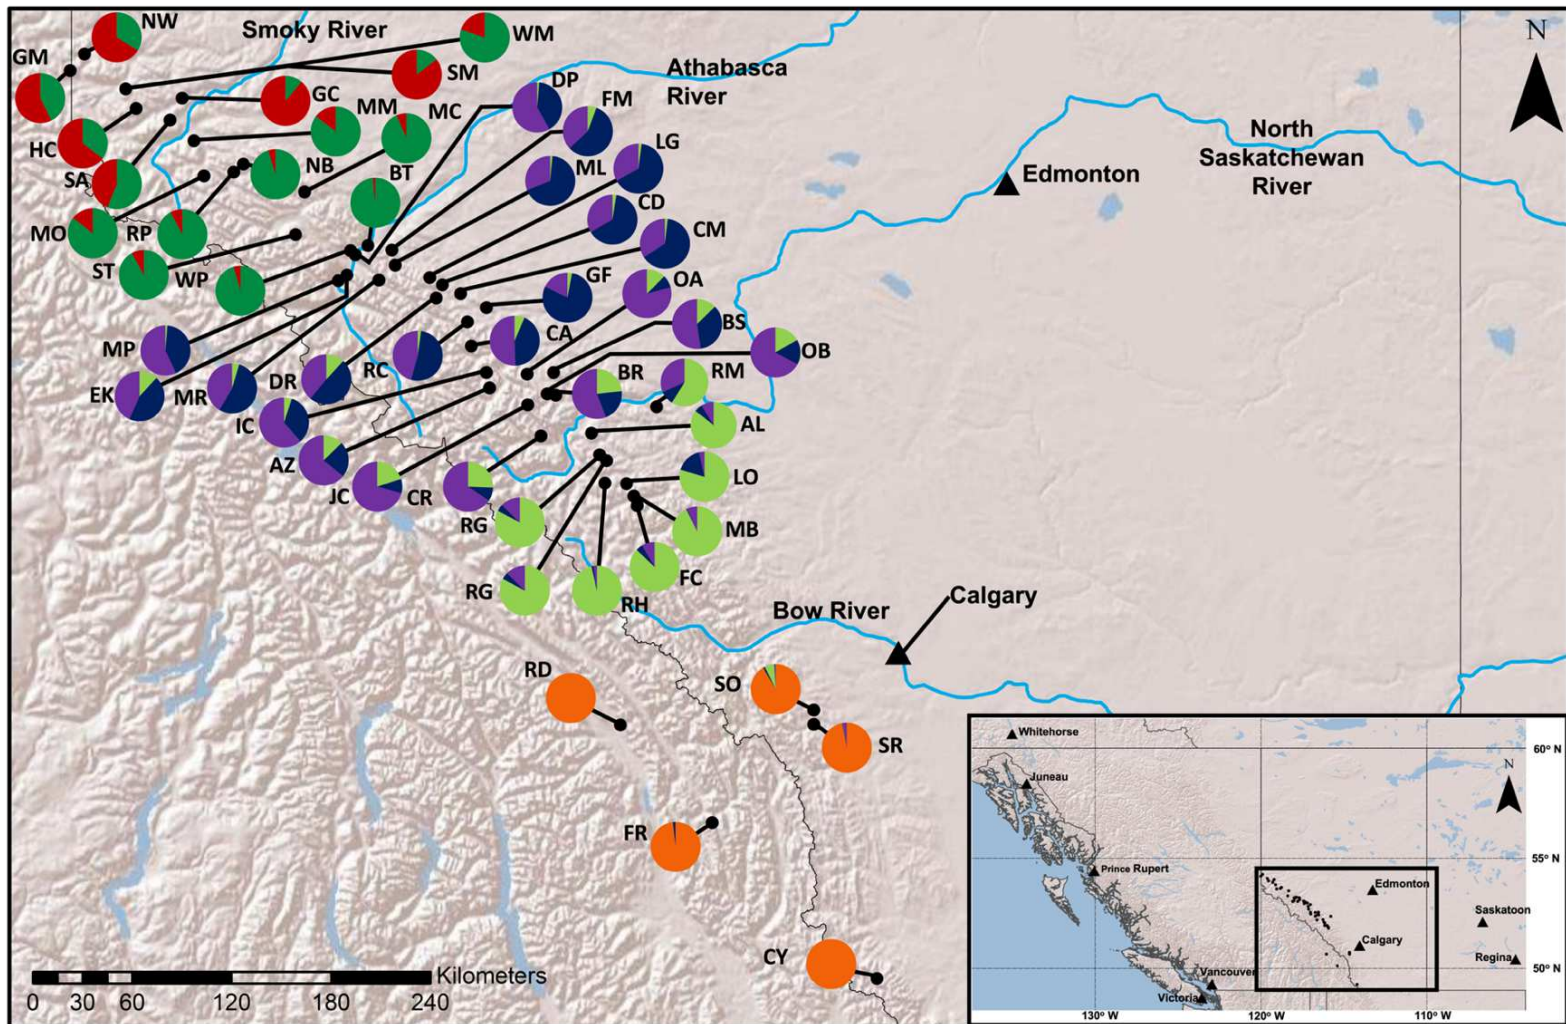 NW
Smoky River
WM
GM
Athabasca
River
SM
DP
FM
GC
MM
MC
North
Saskatchewan
River
HC
LG
BT
NB
ML
Edmonton
SA
CD
MO
RP
CM
ST
WP
GF
OA
BS
CA
MP
OB
RC
RM
EK
MR
DR
BR
IC
AL
AZ
LO
JC
CR
RG
MB
FC
RG
RH
Calgary
Bow River
RD
SO
SR
FR
CY
Kilometers
0 30 60 120 180 240
N
Whitehorse
60° N
Juneau
N
55° N
Prince Rupert
Edmonton
Saskatoon
Calgary
Regina
50° N
Vancouver
Victoria
130° W 120° W 110° W